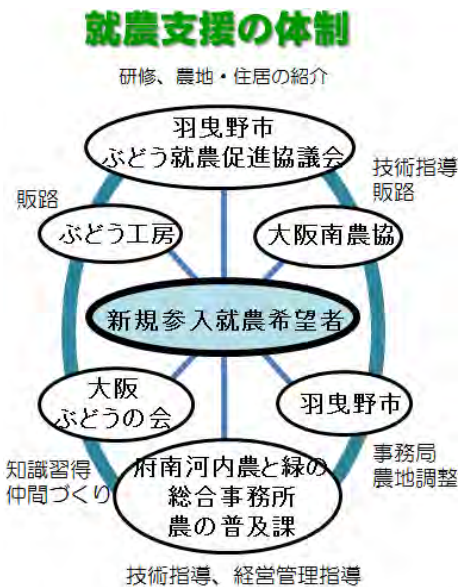 就農支援の体制
研修、農地・住居の紹介
羽曳野市
ぶどう就農促進協議会
技術指導
販路
販路
ぶどう工房
大阪南農協
新規参入就農希望者
大阪
ぶどうの会
羽曳野市
知識習得
仲間づくり
府南河内農と緑の
総合事務所
農の普及課
事務局
農地調整
技術指導、経営管理指導